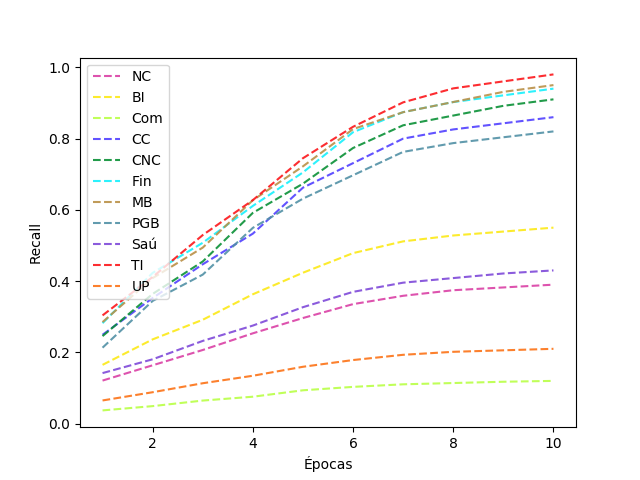 1.0
0.8
0.6
0.4
0.2
0.0
Recall
NC
BI
Com
CC
CNC
Fin
MB
PGB
Saú
TI
UP
2 4 6 8 10
Épocas